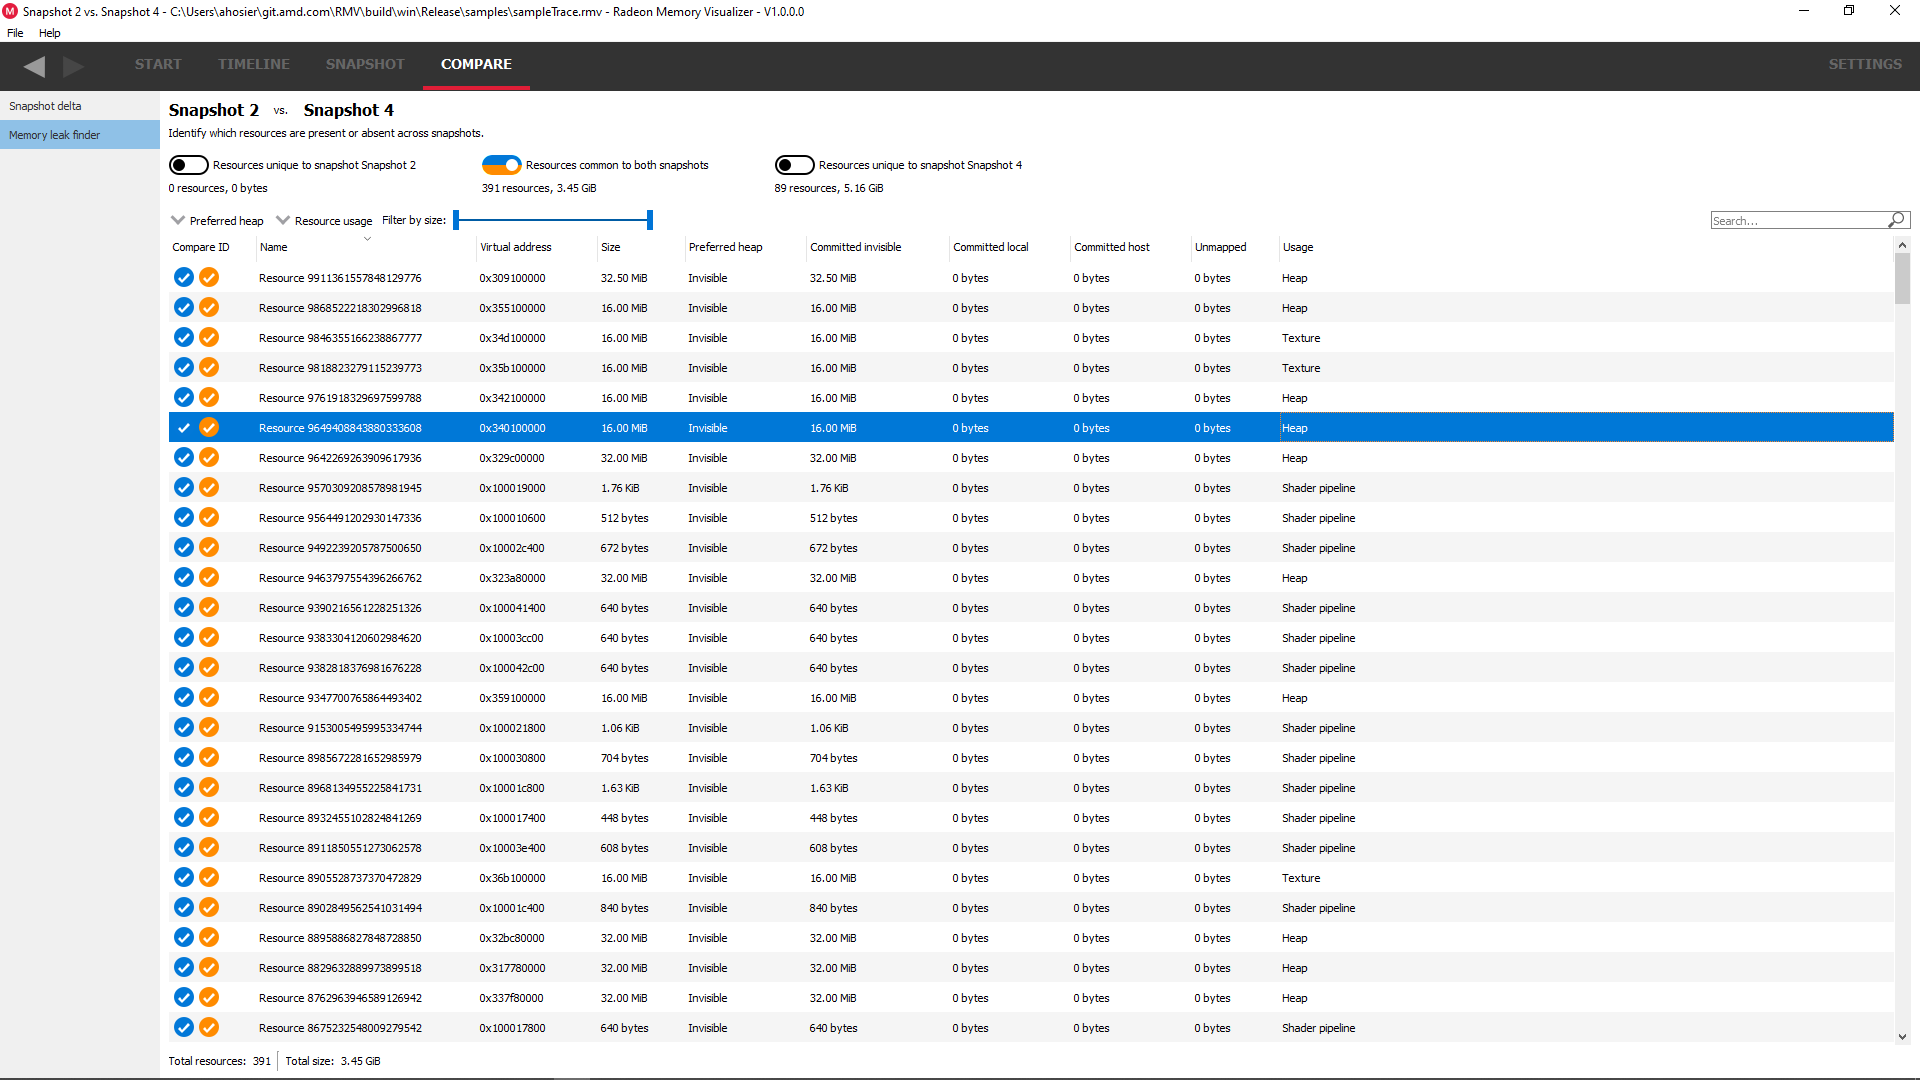 M Snapshot 2 vs. Snapshot 4 - C:\Users\ahosier\git.amd.com\RMV\build\win\Release\samples\sampleTrace.rmv - Radeon Memory Visualizer - V1.0.0.0
File Help
START TIMELINE SNAPSHOT COMPARE SETTINGS
Snapshot delta
Memory leak finder
Snapshot 2 vs. Snapshot 4
Identify which resources are present or absent across snapshots.
Resources unique to snapshot Snapshot 2 Resources common to both snapshots Resources unique to snapshot Snapshot 4
0 resources, 0 bytes 391 resources, 3.45 GiB 89 resources, 5.16 GiB
Preferred heap Resource usage Filter by size: Search...
Compare ID Name Virtual address Size Preferred heap Committed invisible Committed local Committed host Unmapped Usage
Resource 9911361557848129776 0x309100000 32.50 MiB Invisible 32.50 MiB 0 bytes 0 bytes 0 bytes Heap
Resource 9868522218302996818 0x355100000 16.00 MiB Invisible 16.00 MiB 0 bytes 0 bytes 0 bytes Heap
Resource 9846355166238867777 0x34d100000 16.00 MiB Invisible 16.00 MiB 0 bytes 0 bytes 0 bytes Texture
Resource 9818823279115239773 0x35b100000 16.00 MiB Invisible 16.00 MiB 0 bytes 0 bytes 0 bytes Texture
Resource 9761918329697599788 0x342100000 16.00 MiB Invisible 16.00 MiB 0 bytes 0 bytes 0 bytes Heap
Resource 9649408843880333608 0x340100000 16.00 MiB Invisible 16.00 MiB 0 bytes 0 bytes 0 bytes Heap
Resource 9642269263909617936 0x329c00000 32.00 MiB Invisible 32.00 MiB 0 bytes 0 bytes 0 bytes Heap
Resource 9570309208578981945 0x100019000 1.76 KiB Invisible 1.76 KiB 0 bytes 0 bytes 0 bytes Shader pipeline
Resource 9564491202930147336 0x100010600 512 bytes Invisible 512 bytes 0 bytes 0 bytes 0 bytes Shader pipeline
Resource 9492239205787500650 0x10002c400 672 bytes Invisible 672 bytes 0 bytes 0 bytes 0 bytes Shader pipeline
Resource 9463797554396266762 0x323a80000 32.00 MiB Invisible 32.00 MiB 0 bytes 0 bytes 0 bytes Heap
Resource 9390216561228251326 0x100041400 640 bytes Invisible 640 bytes 0 bytes 0 bytes 0 bytes Shader pipeline
Resource 9383304120602984620 0x10003cc00 640 bytes Invisible 640 bytes 0 bytes 0 bytes 0 bytes Shader pipeline
Resource 9382818376981676228 0x100042c00 640 bytes Invisible 640 bytes 0 bytes 0 bytes 0 bytes Shader pipeline
Resource 9347700765864493402 0x359100000 16.00 MiB Invisible 16.00 MiB 0 bytes 0 bytes 0 bytes Heap
Resource 9153005495995334744 0x100021800 1.06 KiB Invisible 1.06 KiB 0 bytes 0 bytes 0 bytes Shader pipeline
Resource 8985672281652985979 0x100030800 704 bytes Invisible 704 bytes 0 bytes 0 bytes 0 bytes Shader pipeline
Resource 8968134955225841731 0x10001c800 1.63 KiB Invisible 1.63 KiB 0 bytes 0 bytes 0 bytes Shader pipeline
Resource 8932455102824841269 0x100017400 448 bytes Invisible 448 bytes 0 bytes 0 bytes 0 bytes Shader pipeline
Resource 8911850551273062578 0x10003e400 608 bytes Invisible 608 bytes 0 bytes 0 bytes 0 bytes Shader pipeline
Resource 8905528737370472829 0x36b100000 16.00 MiB Invisible 16.00 MiB 0 bytes 0 bytes 0 bytes Texture
Resource 8902849562541031494 0x10001c400 840 bytes Invisible 840 bytes 0 bytes 0 bytes 0 bytes Shader pipeline
Resource 8895886827848728850 0x32bc80000 32.00 MiB Invisible 32.00 MiB 0 bytes 0 bytes 0 bytes Heap
Resource 8829632889973899518 0x317780000 32.00 MiB Invisible 32.00 MiB 0 bytes 0 bytes 0 bytes Heap
Resource 8762963946589126942 0x337f80000 32.00 MiB Invisible 32.00 MiB 0 bytes 0 bytes 0 bytes Heap
Resource 8675232548009279542 0x100017800 640 bytes Invisible 640 bytes 0 bytes 0 bytes 0 bytes Shader pipeline
Total resources: 391 Total size: 3.45 GiB